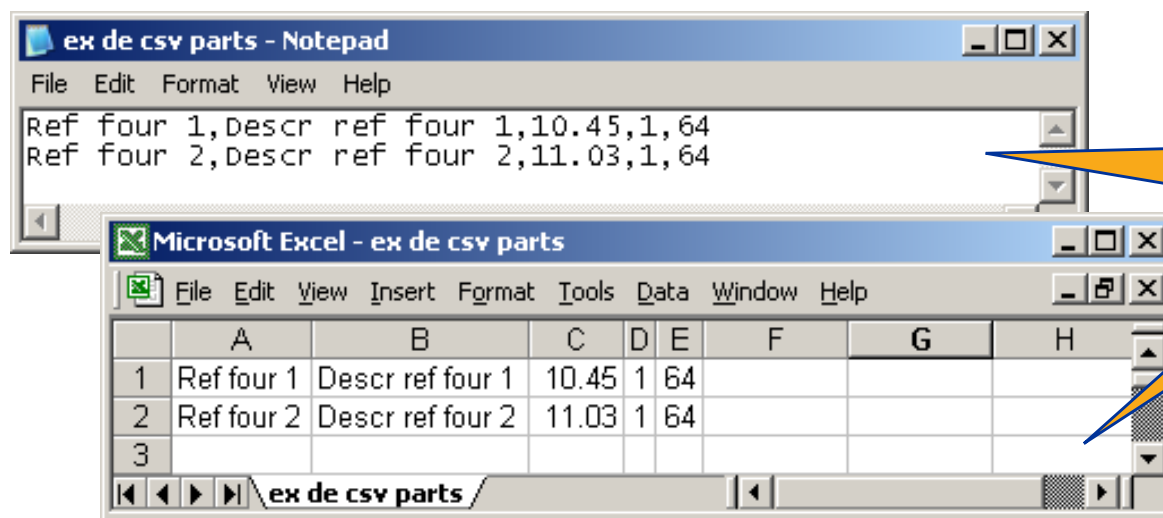 ex de csv parts - Notepad
File Edit Format View Help
Ref four 1,Descr ref four 1,10.45,1,64
Ref four 2,Descr ref four 2,11.03,1,64
Microsoft Excel - ex de csv parts
File Edit View Insert Format Tools Data Window Help
A B C D E F G H
1 Ref four 1 Descr ref four 1 10.45 1 64
2 Ref four 2 Descr ref four 2 11.03 1 64
3
ex de csv parts